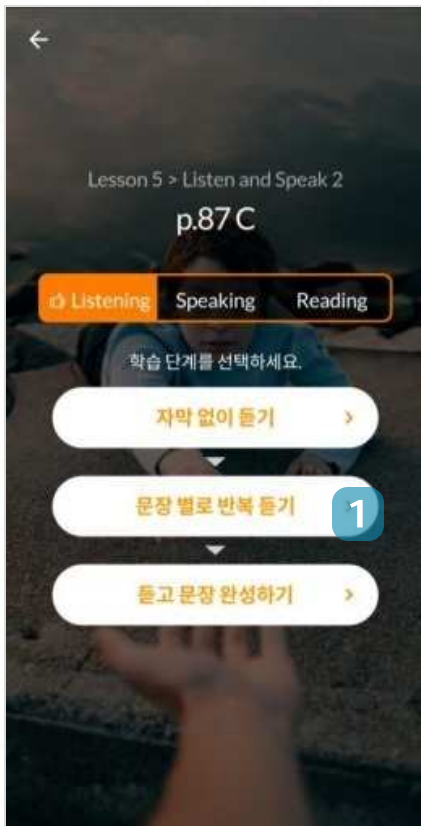 Lesson 5 > Listen and Speak 2
p.87 C
Listening Speaking Reading
학습 단계를 선택하세요.
자막 없이 듣기 >
문장 별로 반복 듣기 1
듣고 문장 완성하기 >